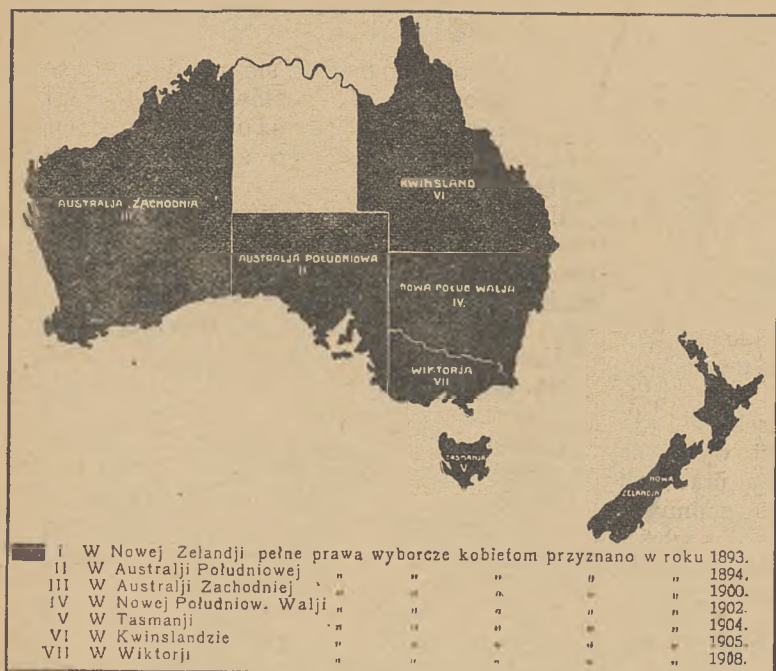 KWINSLAND
VI
AUSTRALJA ZACHODNIA
III
AUSTRALJA POŁUDNIOWA
II
NOWA POŁUD WALJA
IV.
WIKTORJA
VII
TASMANJA
V
NOWA
ZELANDJA
I W Nowej Zelandji pełne prawa wyborcze kobietom przyznano w roku 1893.
II W Australji Południowej " " " " " 1894.
III W Australji Zachodniej " " " " " 1900.
IV W Nowej Południow. Walji " " " " " 1902.
V W Tasmanji " " " " " 1904.
VI W Kwinslandzie " " " " " 1905.
VII W Wiktorji " " " " " 1908.